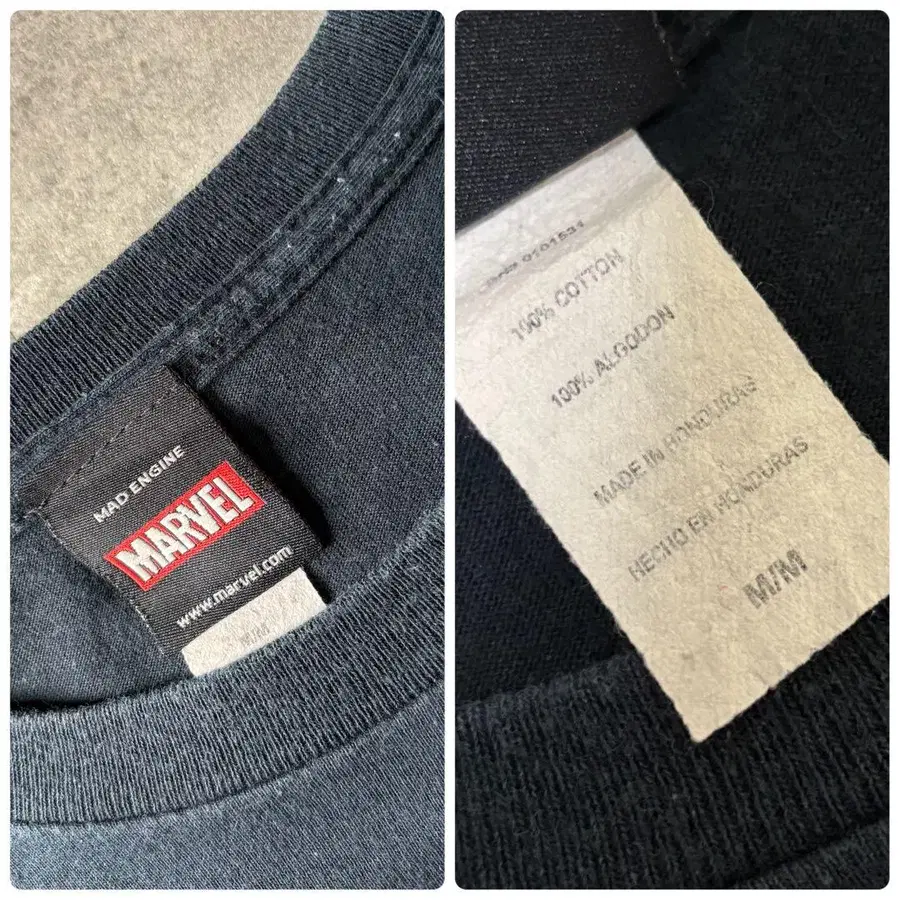 MAD ENGINE
MARVEL
www.marvel.com
M/M
100% COTTON
100% ALGODON
MADE IN HONDURAS
HECHO EN HONDURAS
M/M